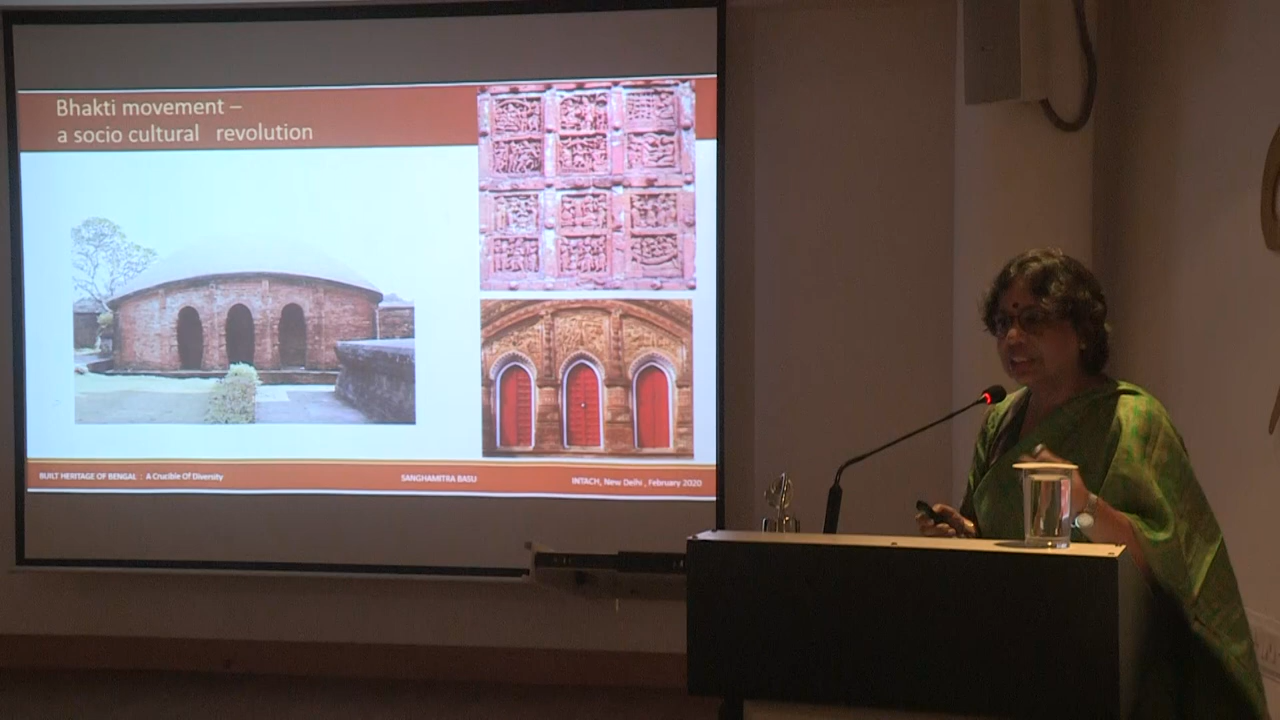 Bhakti movement –
a socio cultural revolution
BUILT HERITAGE OF BENGAL : A Crucible Of Diversity
SANGHAMITRA BASU
INTACH, New Delhi , February 2020